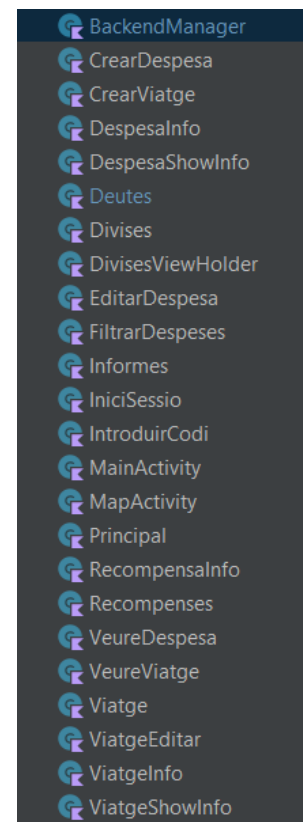 BackendManager
CrearDespesa
CrearViatge
DespesaInfo
DespesaShowInfo
Deutes
Divises
DivisesViewHolder
EditarDespesa
FiltrarDespeses
Informes
IniciSessio
IntroduirCodi
MainActivity
MapActivity
Principal
RecompensaInfo
Recompenses
VeureDespesa
VeureViatge
Viatge
ViatgeEditar
ViatgeInfo
ViatgeShowInfo